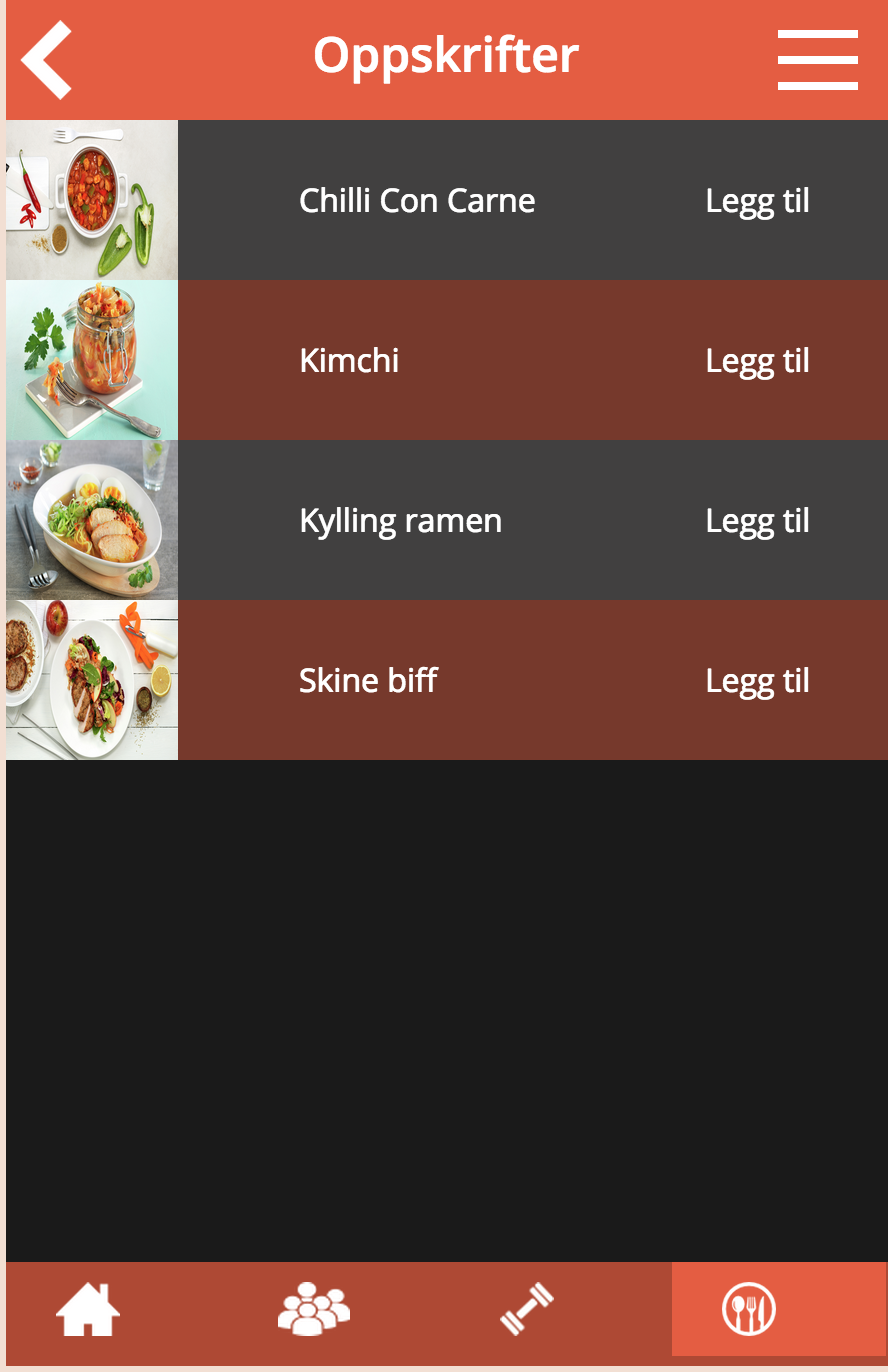 Oppskrifter
Chilli Con Carne Legg til
Kimchi Legg til
Kylling ramen Legg til
Skine biff Legg til